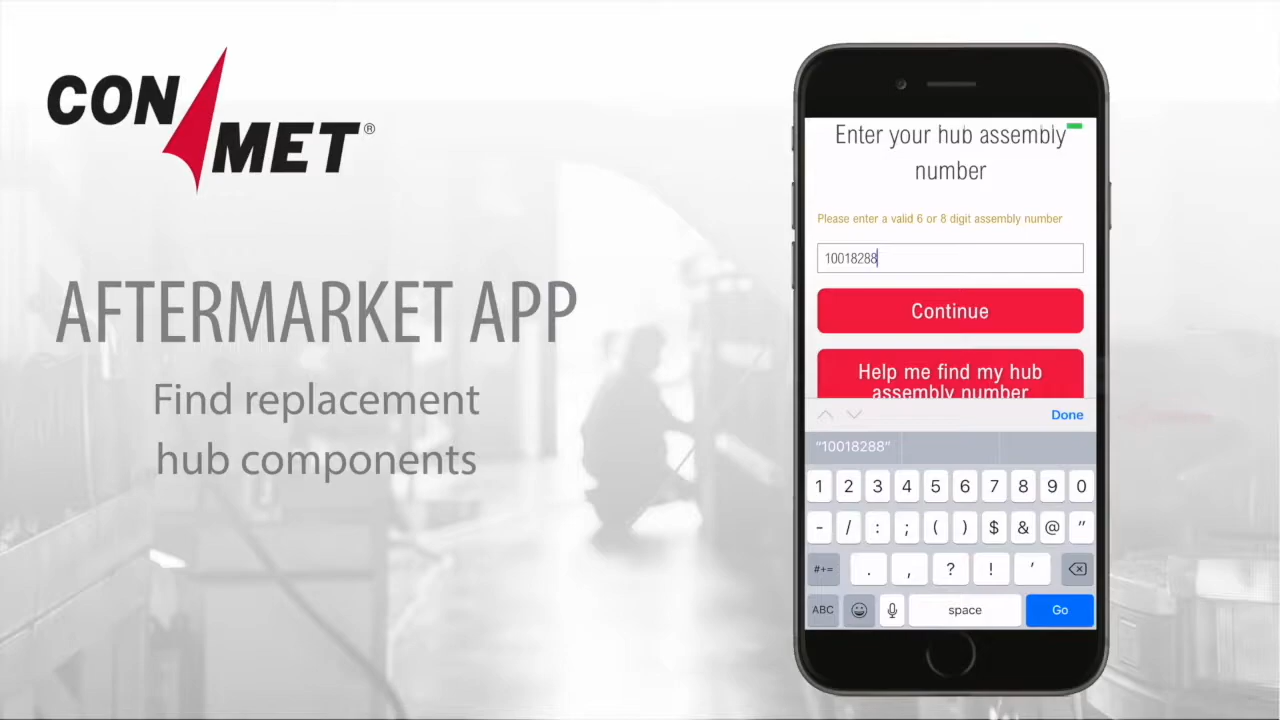 CON MET®
AFTERMARKET APP
Find replacement
hub components
Enter your hub assembly
number
Please enter a valid 6 or 8 digit assembly number
10018288
Continue
Help me find my hub
assembly number
Done
"10018288"
1 2 3 4 5 6 7 8 9 0
- / : ; ( ) $ & @ "
#+= . , ? ! '
ABC space Go